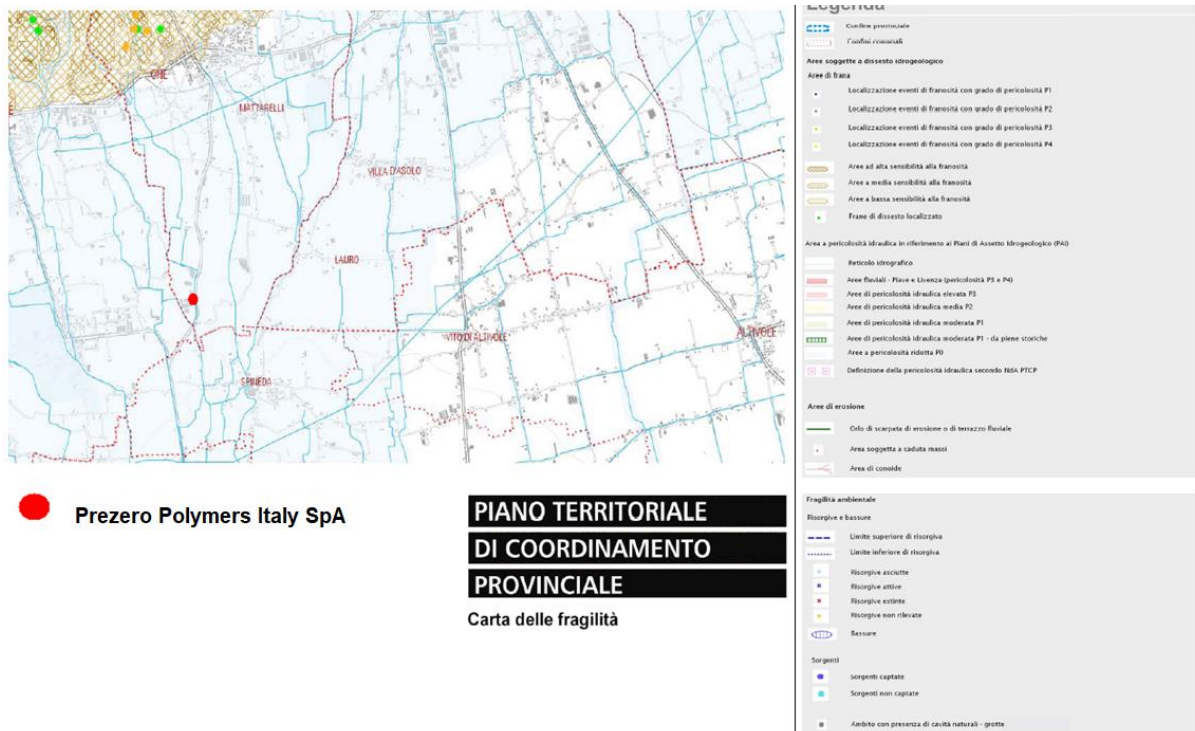 ONE
MATTARELLI
VILLA D'ASOLO
LAURO
VITO DI ALTIVOLE
ALTIVOLE
SPINEDA
Prezero Polymers Italy SpA
PIANO TERRITORIALE
DI COORDINAMENTO
PROVINCIALE
Carta delle fragilità
Legenda
Confine provinciale
Confini comunali
Aree soggette a dissesto idrogeologico
Aree di frana
Localizzazione eventi di franosità con grado di pericolosità P1
Localizzazione eventi di franosità con grado di pericolosità P2
Localizzazione eventi di franosità con grado di pericolosità P3
Localizzazione eventi di franosità con grado di pericolosità P4
Aree ad alta sensibilità alla franosità
Aree a media sensibilità alla franosità
Aree a bassa sensibilità alla franosità
Frane di dissesto localizzato
Area a pericolosità idraulica in riferimento ai Piani di Assetto Idrogeologico (PAI)
Reticolo idrografico
Aree fluviali - Piave e Livenza (pericolosità P3 e P4)
Aree di pericolosità idraulica elevata P3
Aree di pericolosità idraulica media P2
Aree di pericolosità idraulica moderata P1
Aree di pericolosità idraulica moderata P1 - da piene storiche
Aree a pericolosità ridotta P0
Definizione della pericolosità idraulica secondo NdA PTCP
Aree di erosione
Orlo di scarpata di erosione o di terrazzo fluviale
Area soggetta a caduta massi
Area di conoide
Fragilità ambientale
Risorgive e bassure
Limite superiore di risorgiva
Limite inferiore di risorgiva
Risorgive asciutte
Risorgive attive
Risorgive estinte
Risorgive non rilevate
Bassure
Sorgenti
Sorgenti captate
Sorgenti non captate
Ambito con presenza di cavità naturali - grotte